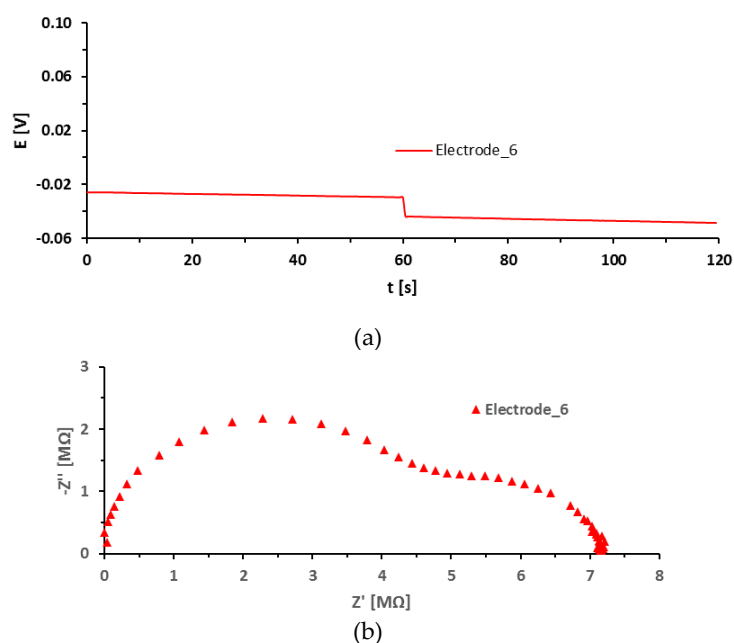 0.10
0.06
0.02
-0.02
-0.06
E [V]
Electrode_6
0 20 40 60 80 100 120
t [s]
(a)
3
2
1
0
-Z'' [MΩ]
Electrode_6
0 1 2 3 4 5 6 7 8
Z' [MΩ]
(b)